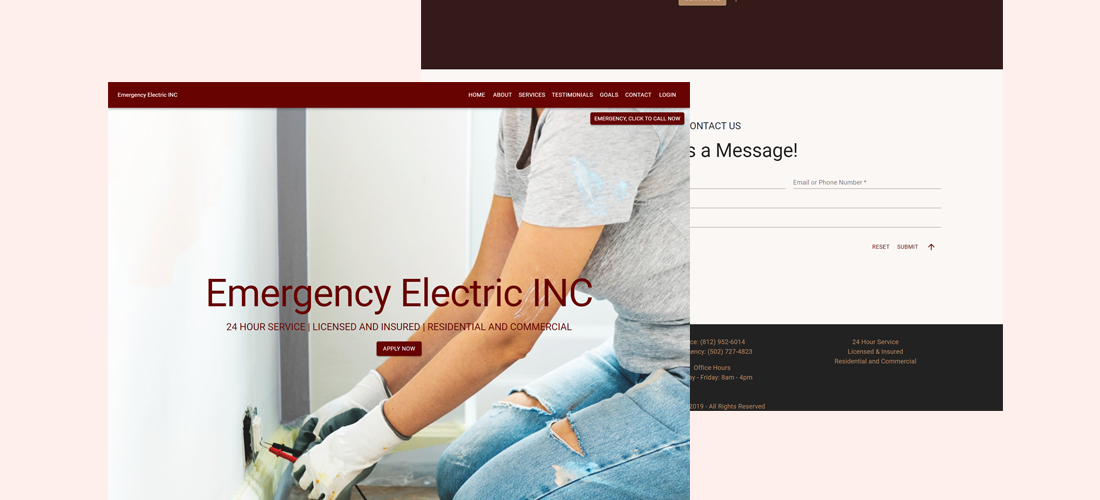 Emergency Electric INC
HOME ABOUT SERVICES TESTIMONIALS GOALS CONTACT LOGIN
EMERGENCY, CLICK TO CALL NOW
Emergency Electric INC
24 HOUR SERVICE | LICENSED AND INSURED | RESIDENTIAL AND COMMERCIAL
APPLY NOW
ONTACT US
s a Message!
Email or Phone Number *
RESET SUBMIT
ce: (812) 952-6014
ency: (502) 727-4823
Office Hours
ay - Friday: 8am - 4pm
2019 - All Rights Reserved
24 Hour Service
Licensed & Insured
Residential and Commercial